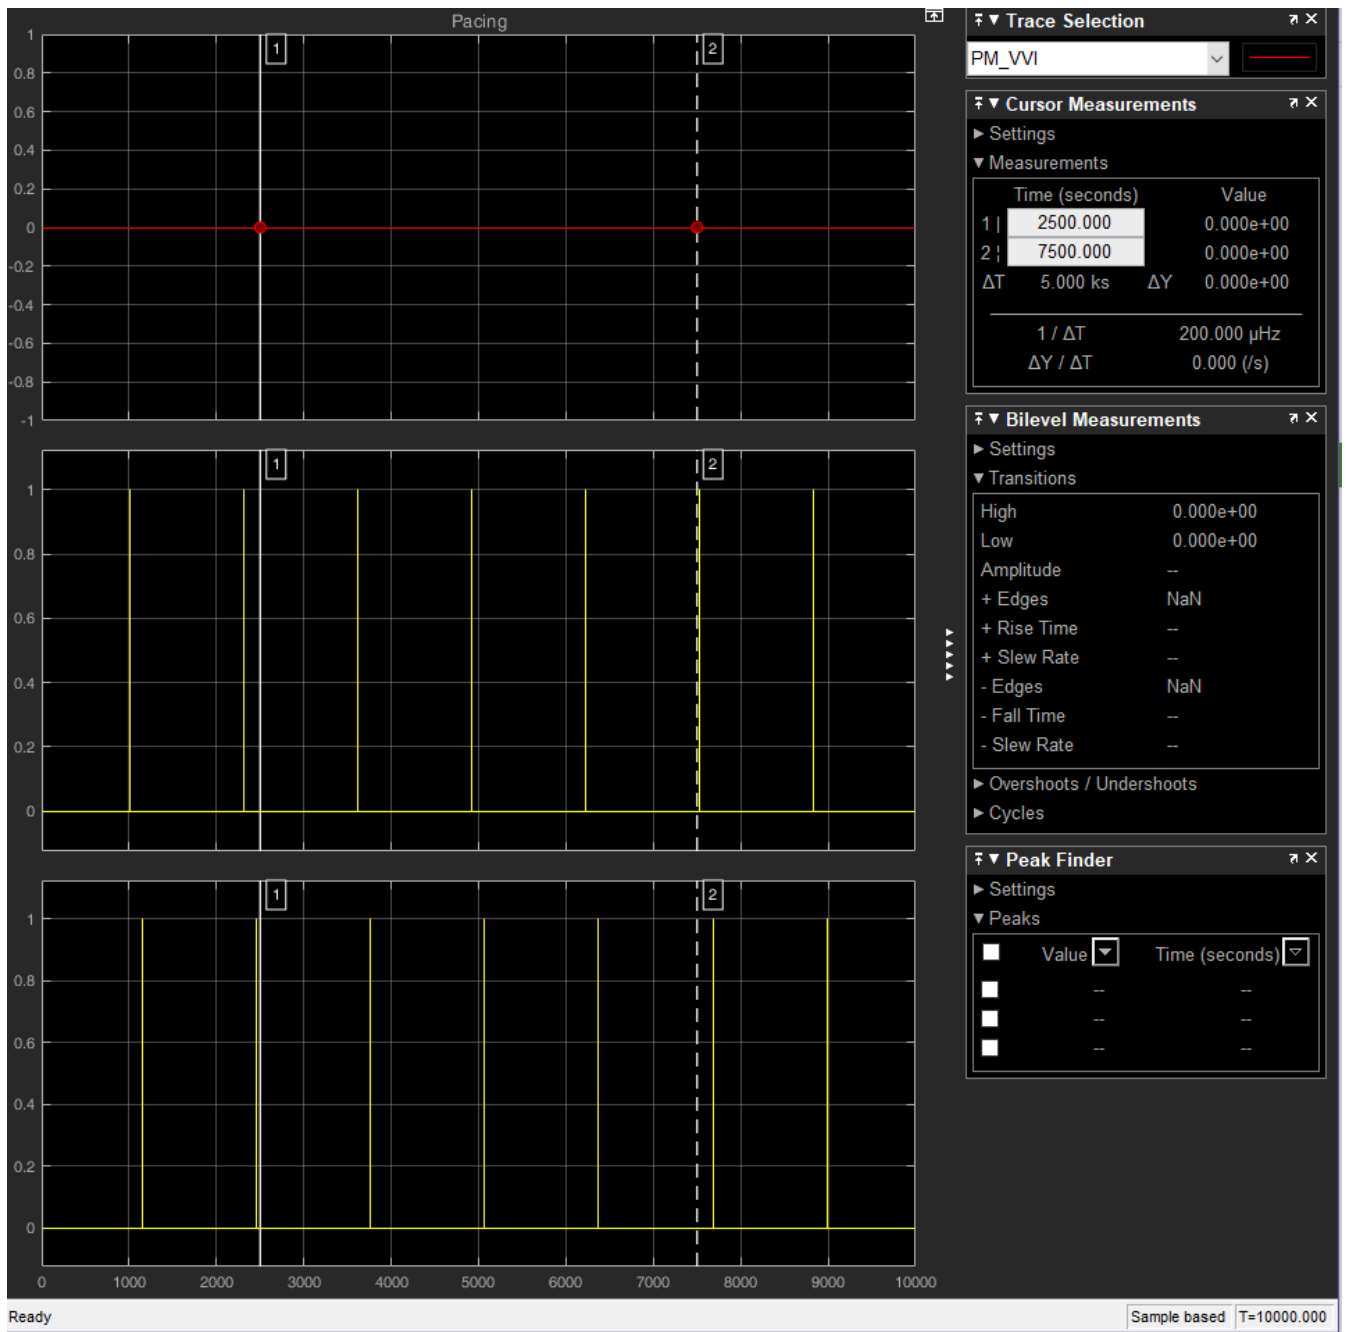 Pacing
1
0.8
0.6
0.4
0.2
0
-0.2
-0.4
-0.6
-0.8
-1
1
2
1
0.8
0.6
0.4
0.2
0
1
2
1
0.8
0.6
0.4
0.2
0
1
2
0 1000 2000 3000 4000 5000 6000 7000 8000 9000 10000
Trace Selection
PM_VVI
Cursor Measurements
Settings
Measurements
Time (seconds) Value
1 | 2500.000 0.000e+00
2 ¦ 7500.000 0.000e+00
ΔT 5.000 ks ΔY 0.000e+00
1 / ΔT 200.000 µHz
ΔY / ΔT 0.000 (/s)
Bilevel Measurements
Settings
Transitions
High 0.000e+00
Low 0.000e+00
Amplitude --
+ Edges NaN
+ Rise Time --
+ Slew Rate --
- Edges NaN
- Fall Time --
- Slew Rate --
Overshoots / Undershoots
Cycles
Peak Finder
Settings
Peaks
Value Time (seconds)
-- --
-- --
-- --
Ready
Sample based T=10000.000